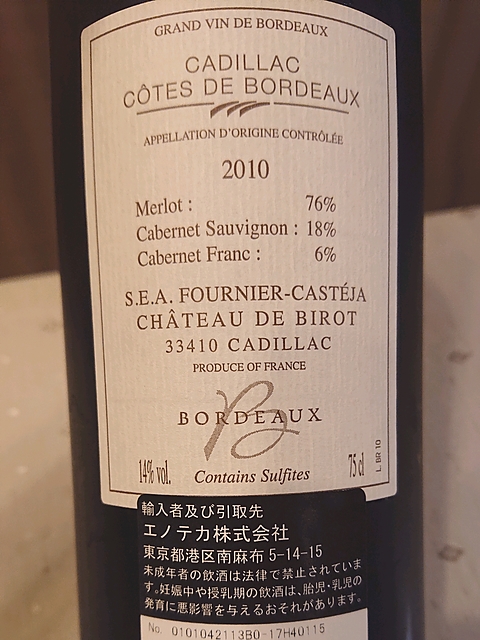 GRAND VIN DE BORDEAUX
CADILLAC
CÔTES DE BORDEAUX
APPELLATION D'ORIGINE CONTRÔLÉE
2010
Merlot : 76%
Cabernet Sauvignon : 18%
Cabernet Franc : 6%
S.E.A. FOURNIER-CASTÉJA
CHÂTEAU DE BIROT
33410 CADILLAC
PRODUCE OF FRANCE
B
BORDEAUX
14% vol. Contains Sulfites 75 cl
L BR 10
輸入者及び引取先
エノテカ株式会社
東京都港区南麻布 5-14-15
未成年者の飲酒は法律で禁止されていま
す。妊娠中や授乳期の飲酒は、胎児・乳児の
発育に悪影響を与えるおそれがあります。
No. 0101042113B0-17H40115